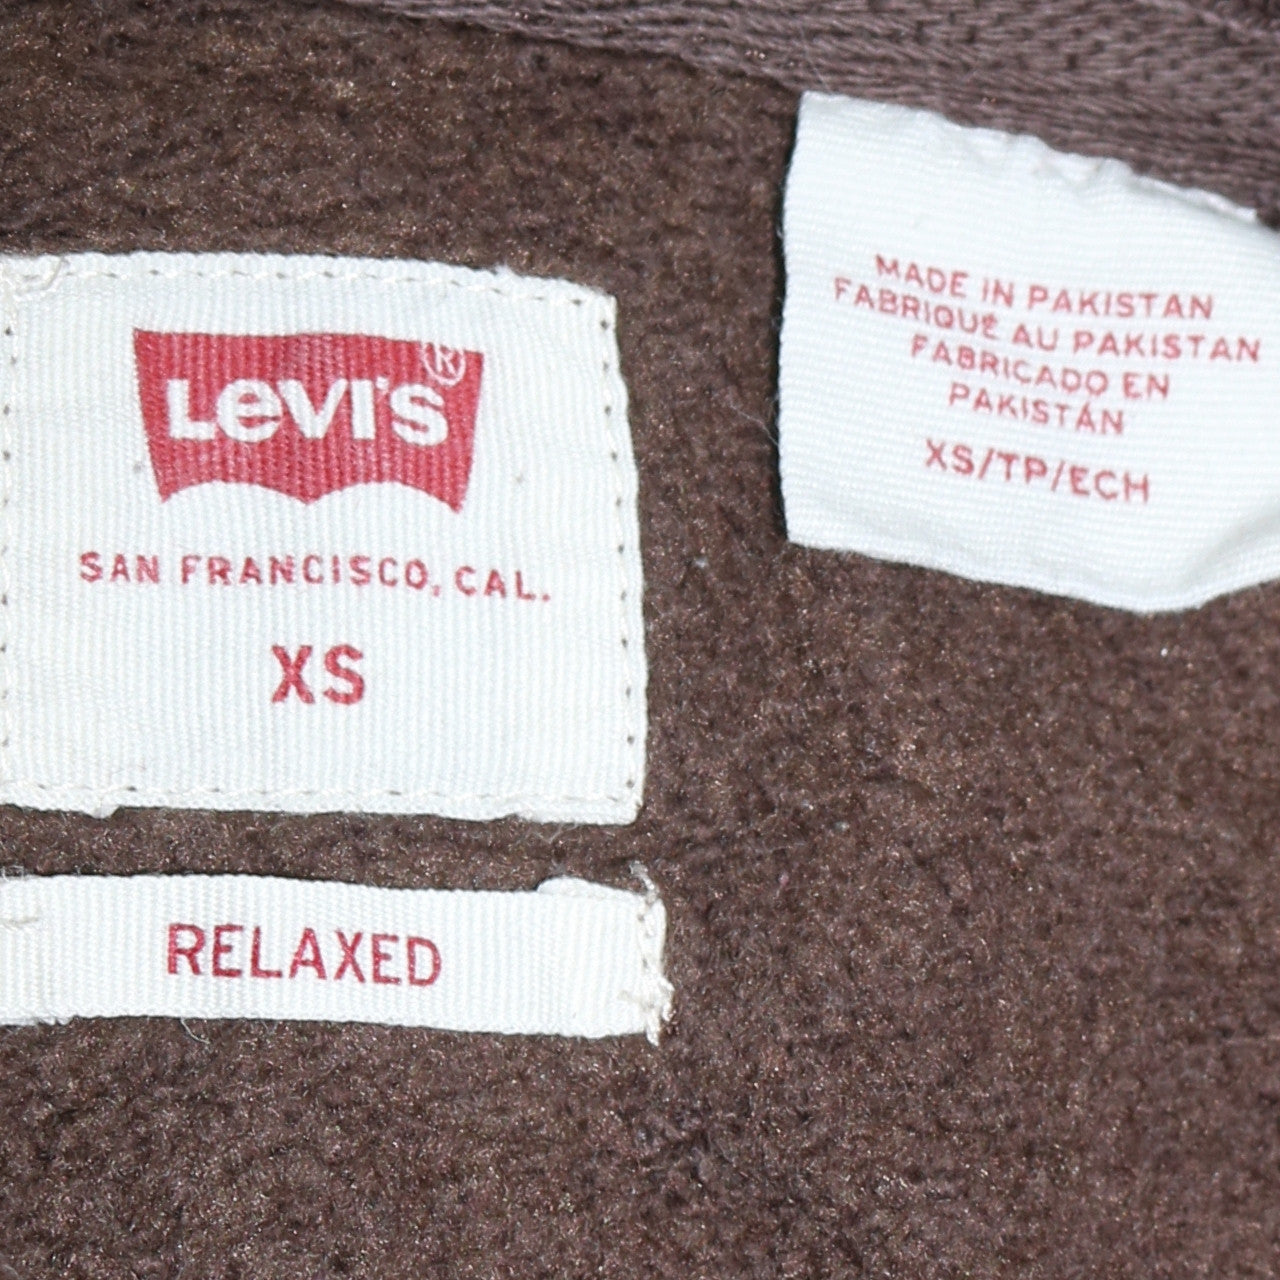 LEVI'S®
SAN FRANCISCO, CAL.
XS
RELAXED
MADE IN PAKISTAN
FABRIQUÉ AU PAKISTAN
FABRICADO EN
PAKISTÁN
XS/TP/ECH